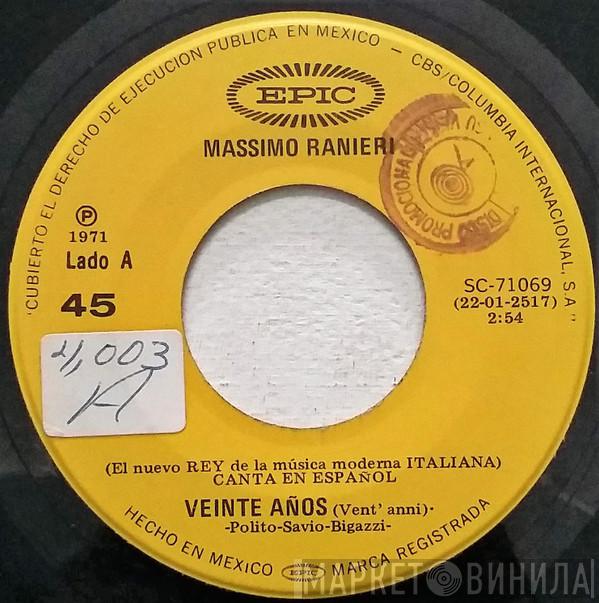 "CUBIERTO EL DERECHO DE EJECUCION PUBLICA EN MEXICO - CBS/COLUMBIA INTERNACIONAL, S.A."
EPIC
MASSIMO RANIERI
DISCO PROMOCIONAL
℗
1971
Lado A
45
SC-71069
(22-01-2517)
2:54
4,003
A
(El nuevo REY de la música moderna ITALIANA)
CANTA EN ESPAÑOL
VEINTE AÑOS (Vent' anni)-
-Polito-Savio-Bigazzi-
HECHO EN MEXICO EPIC MARCA REGISTRADA
МАРКЕТ ВИНИЛА